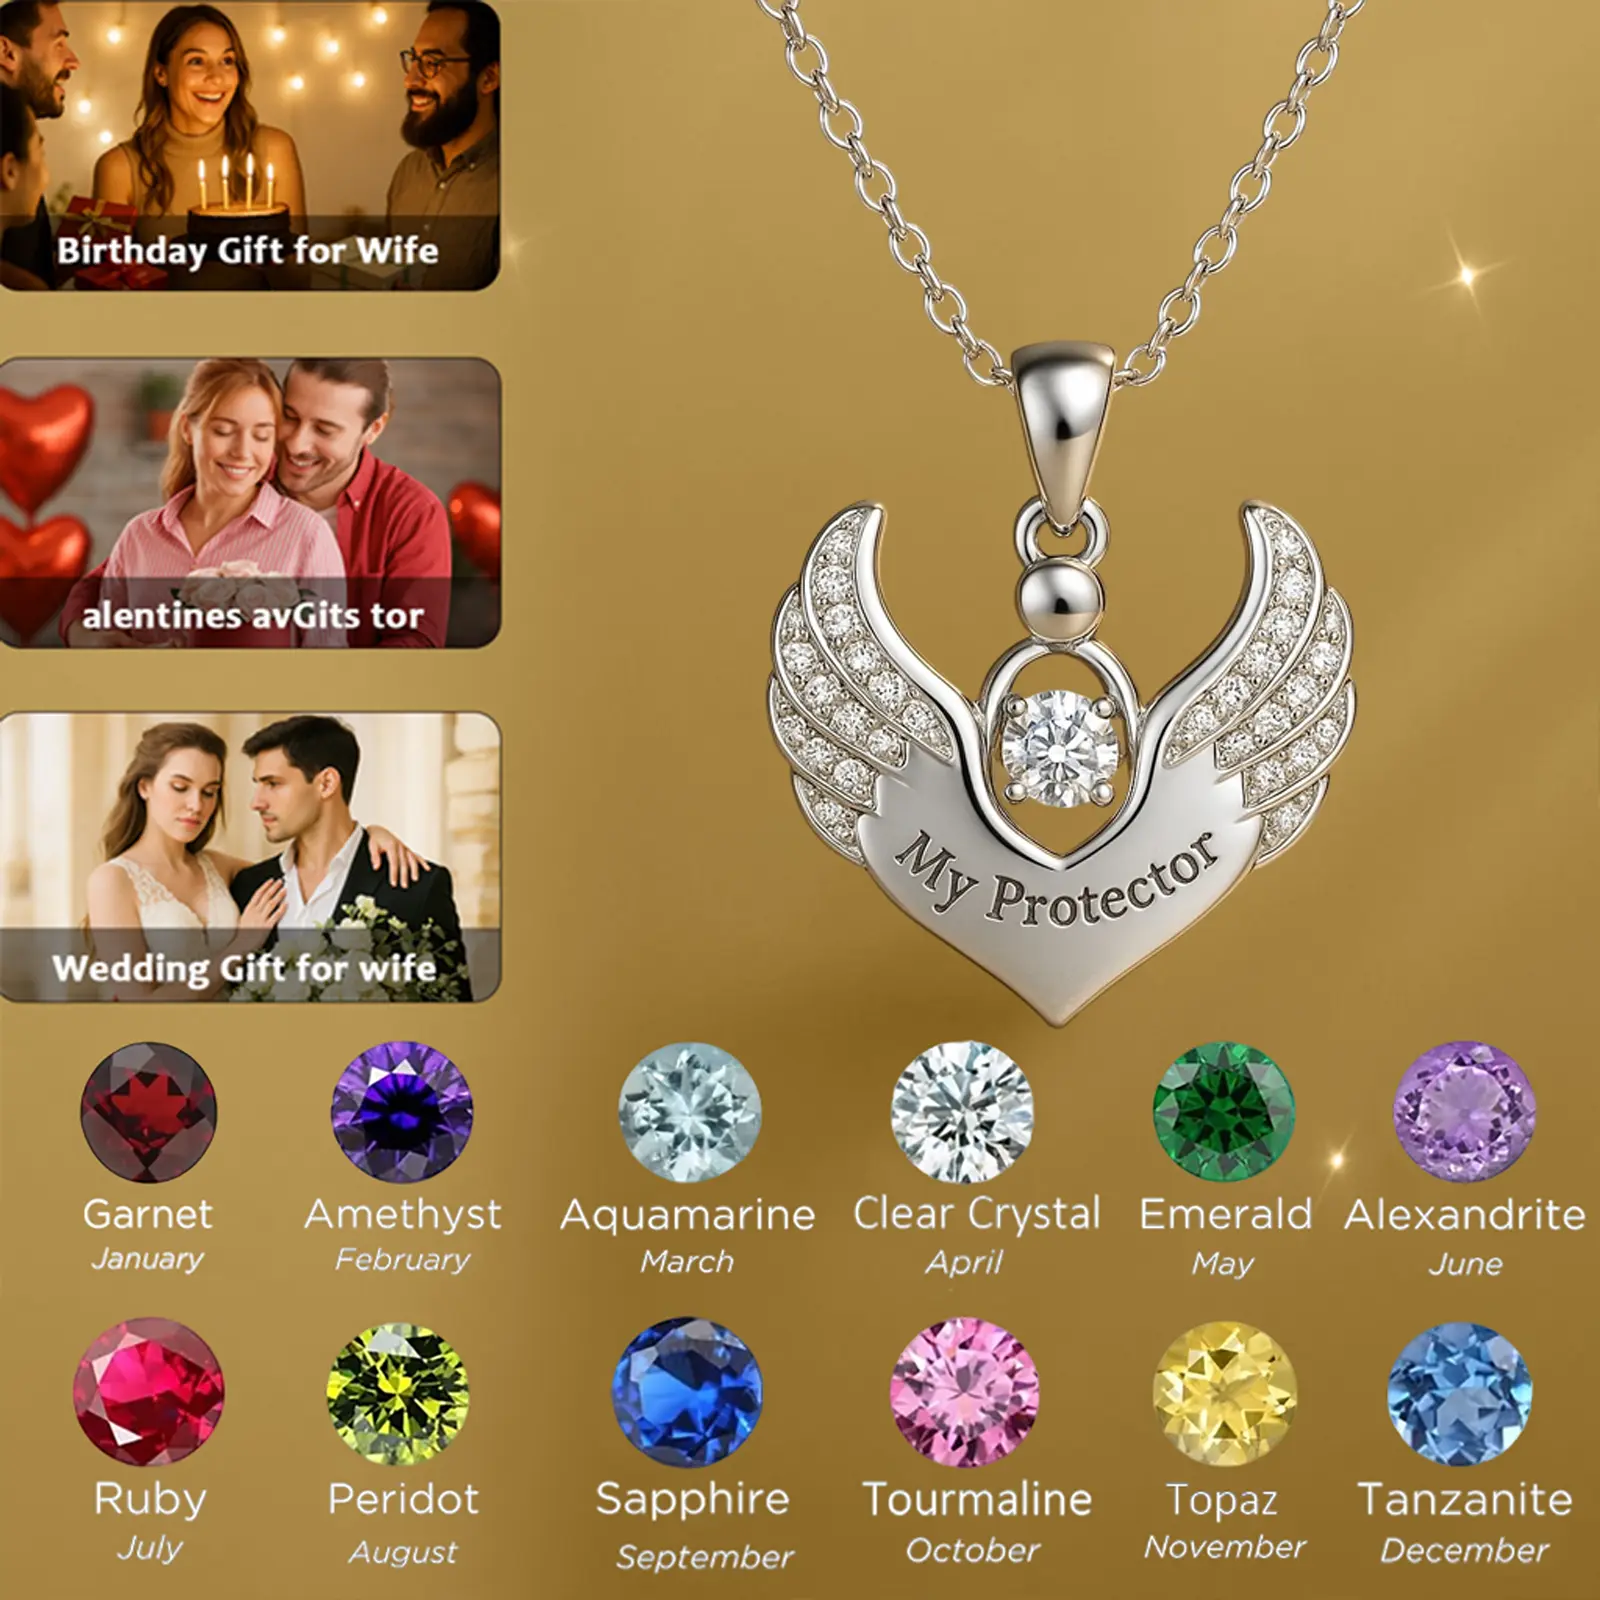 Birthday Gift for Wife
alentines avGits tor
Wedding Gift for wife
My Protector
Garnet
January
Amethyst
February
Aquamarine
March
Clear Crystal
April
Emerald
May
Alexandrite
June
Ruby
July
Peridot
August
Sapphire
September
Tourmaline
October
Topaz
November
Tanzanite
December